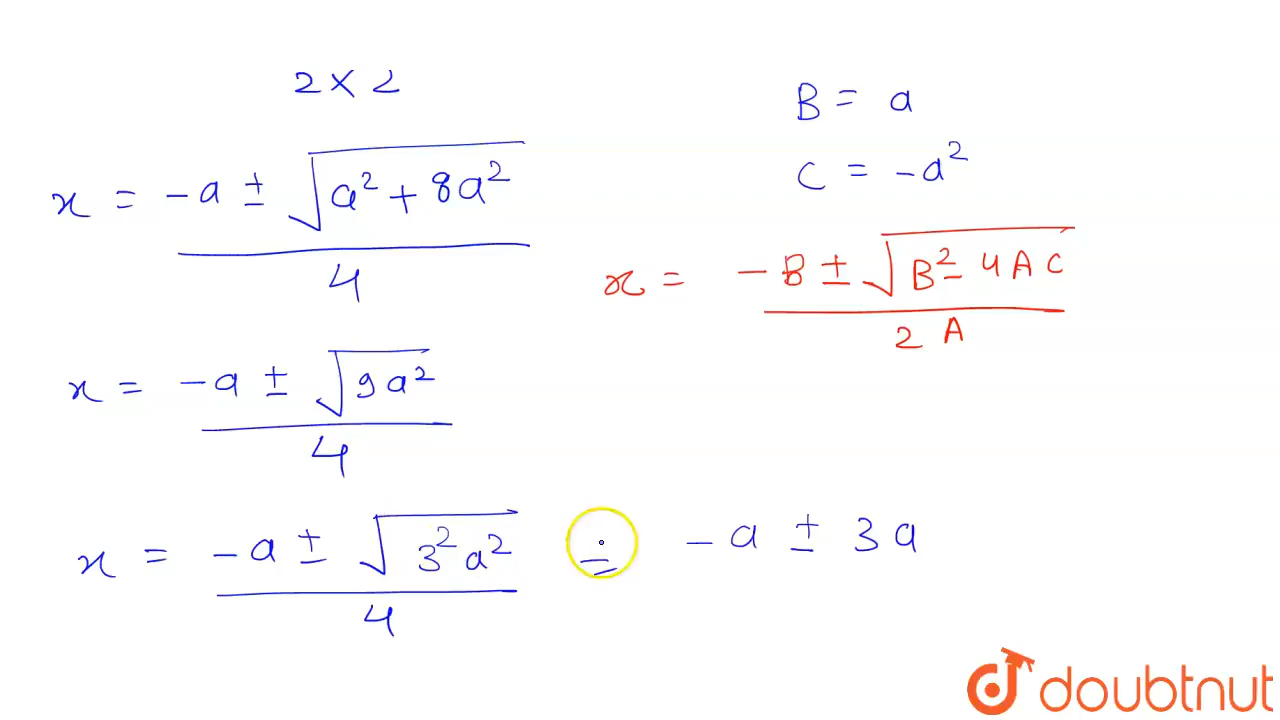 2 × 2
x = -a ± √(a² + 8a²) / 4
x = -a ± √(9a²) / 4
x = -a ± √(3²a²) / 4 = -a ± 3a
B = a
C = -a²
x = -B ± √(B² - 4AC) / 2A
doubtnut